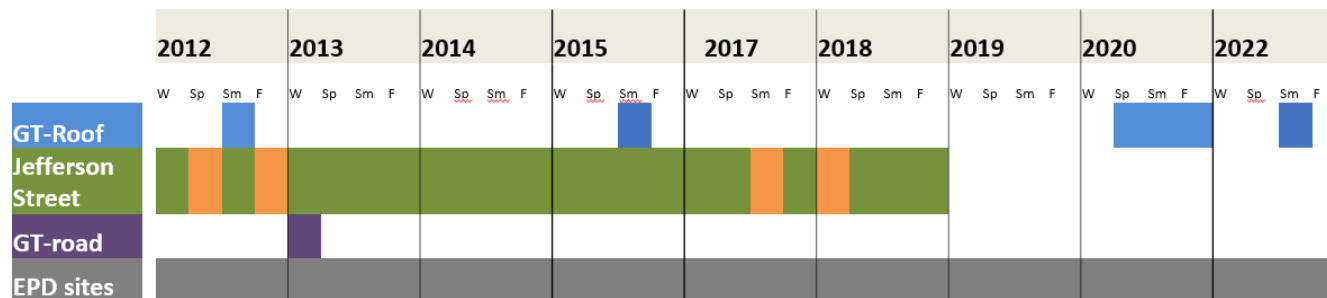 2012 2013 2014 2015 2017 2018 2019 2020 2022
W Sp Sm F W Sp Sm F W Sp Sm F W Sp Sm F W Sp Sm F W Sp Sm F W Sp Sm F W Sp Sm F W Sp Sm F
GT-Roof
Jefferson
Street
GT-road
EPD sites